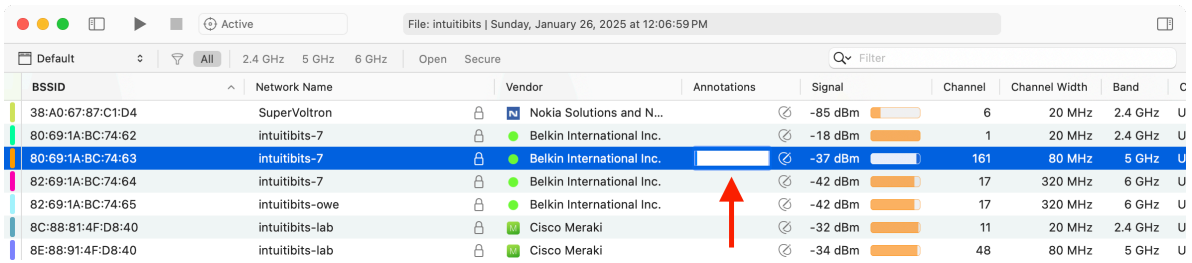 Active File: intuitibits | Sunday, January 26, 2025 at 12:06:59 PM
Default All 2.4 GHz 5 GHz 6 GHz Open Secure Filter
BSSID Network Name Vendor Annotations Signal Channel Channel Width Band C
38:A0:67:87:C1:D4 SuperVoltron N Nokia Solutions and N... -85 dBm 6 20 MHz 2.4 GHz U
80:69:1A:BC:74:62 intuitibits-7 Belkin International Inc. -18 dBm 1 20 MHz 2.4 GHz U
80:69:1A:BC:74:63 intuitibits-7 Belkin International Inc. -37 dBm 161 80 MHz 5 GHz U
82:69:1A:BC:74:64 intuitibits-7 Belkin International Inc. -42 dBm 17 320 MHz 6 GHz U
82:69:1A:BC:74:65 intuitibits-owe Belkin International Inc. -42 dBm 17 320 MHz 6 GHz U
8C:88:81:4F:D8:40 intuitibits-lab M Cisco Meraki -32 dBm 11 20 MHz 2.4 GHz U
8E:88:91:4F:D8:40 intuitibits-lab M Cisco Meraki -34 dBm 48 80 MHz 5 GHz U